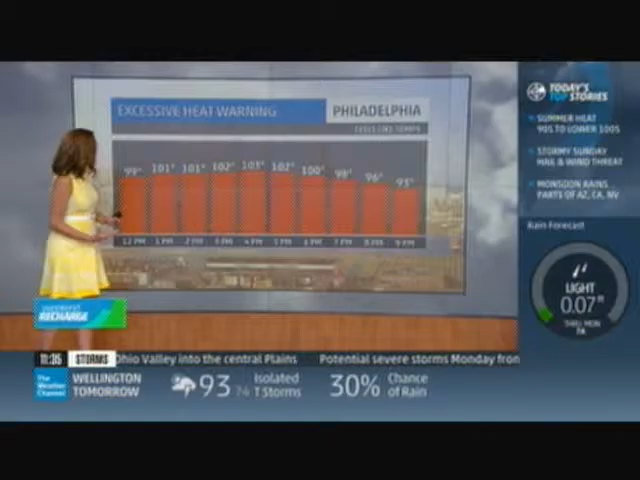 EXCESSIVE HEAT WARNING
PHILADELPHIA
FEELS LIKE TEMPS
99° 101° 101° 102° 103° 102° 100° 98° 96° 93°
12 PM 1 PM 2 PM 3 PM 4 PM 5 PM 6 PM 7 PM 8 PM 9 PM
TODAY'S
TOP STORIES
SUMMER HEAT
90S TO LOWER 100S
STORMY SUNDAY
HAIL & WIND THREAT
MONSOON RAINS
PARTS OF AZ, CA, NV
Rain Forecast
LIGHT
0.07"
THRU MON
7A
RECHARGE
11:35 STORMS Ohio Valley into the central Plains Potential severe storms Monday from
The Weather Channel
WELLINGTON
TOMORROW
93 74
Isolated
T Storms
30% Chance
of Rain